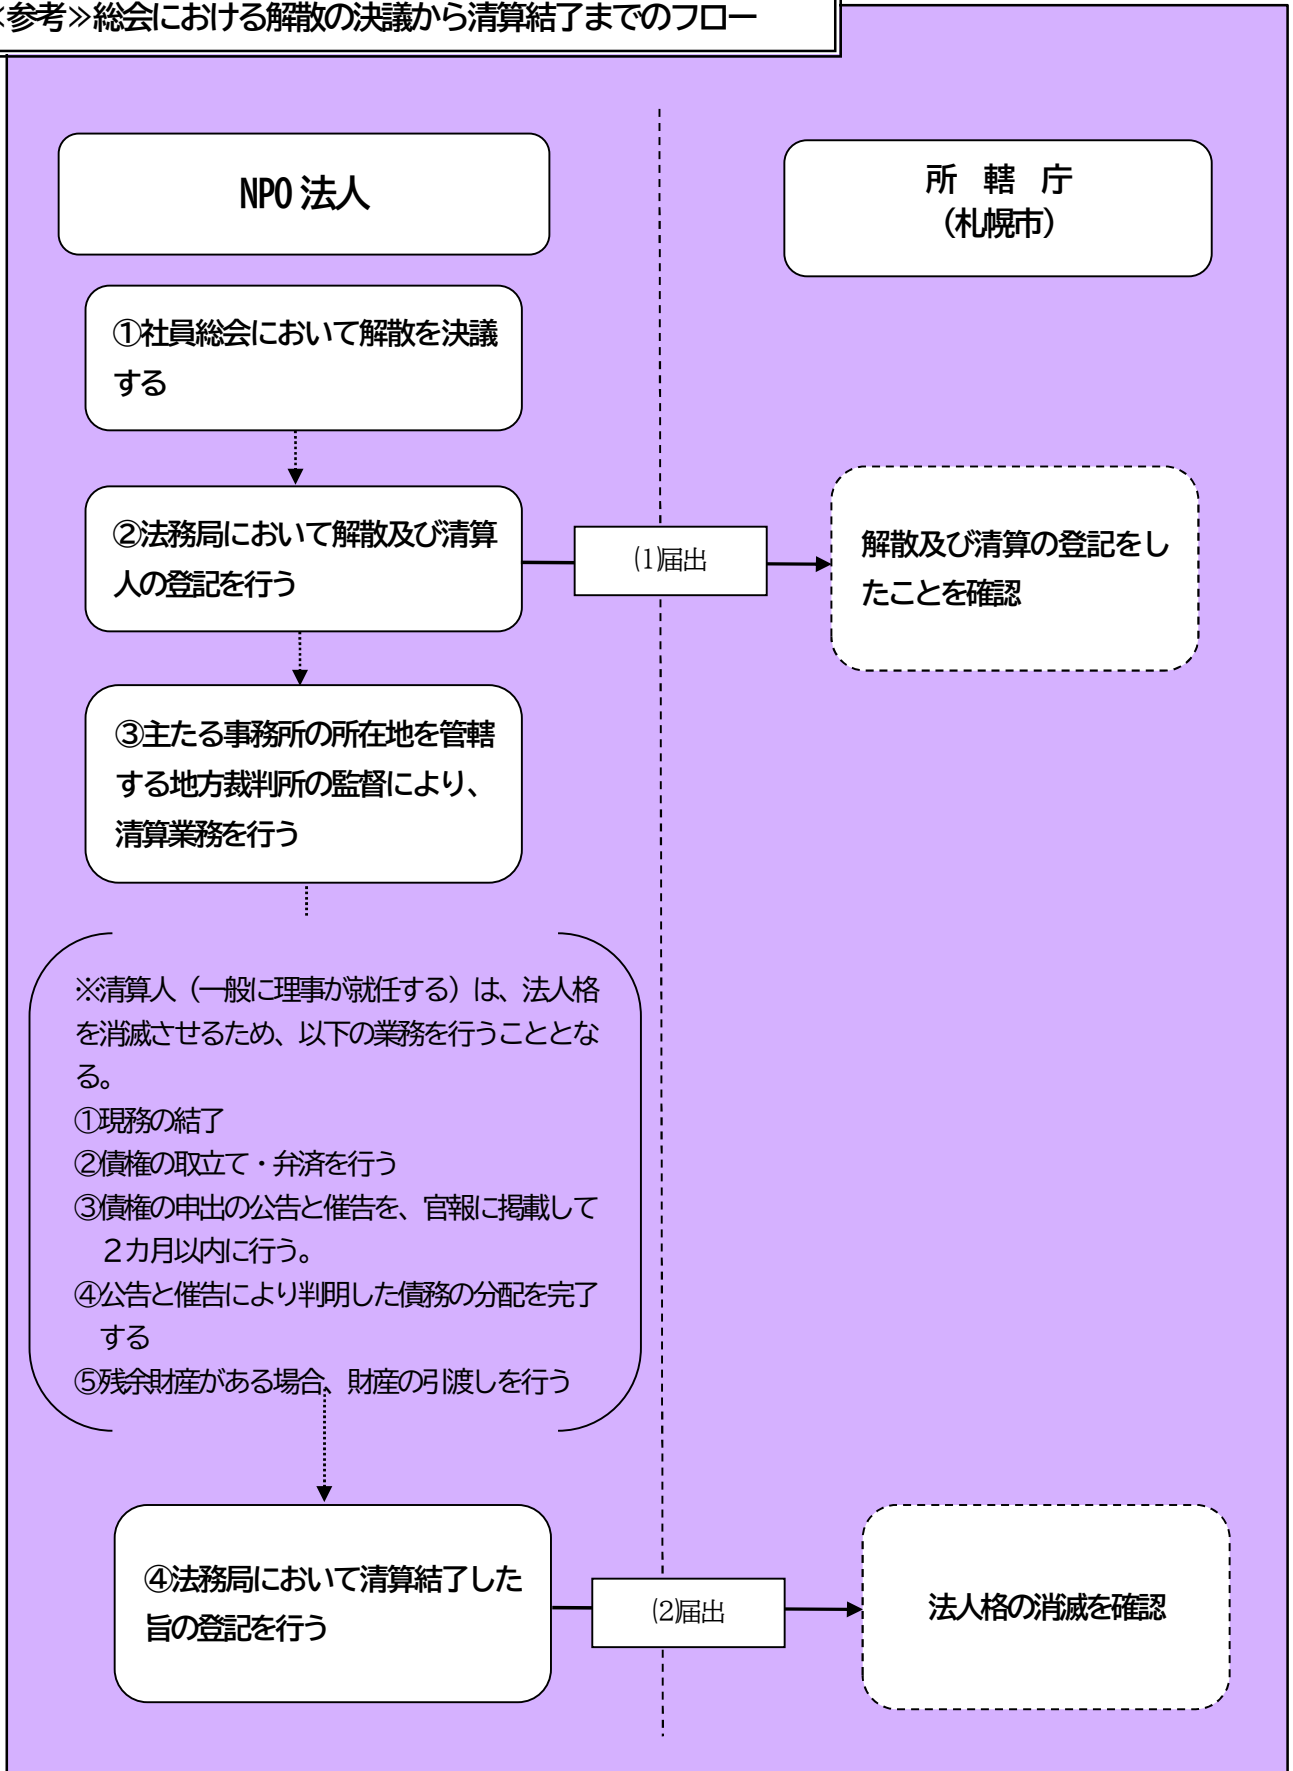 ≪参考≫総会における解散の決議から清算結了までのフロー
NPO 法人
所 轄 庁
（札幌市）
①社員総会において解散を決議
する
②法務局において解散及び清算
人の登記を行う
(1)届出
解散及び清算の登記をし
たことを確認
③主たる事務所の所在地を管轄
する地方裁判所の監督により、
清算業務を行う
※清算人（一般に理事が就任する）は、法人格
を消滅させるため、以下の業務を行うこととな
る。
①現務の結了
②債権の取立て・弁済を行う
③債権の申出の公告と催告を、官報に掲載して
２カ月以内に行う。
④公告と催告により判明した債務の分配を完了
する
⑤残余財産がある場合、財産の引渡しを行う
④法務局において清算結了した
旨の登記を行う
(2)届出
法人格の消滅を確認